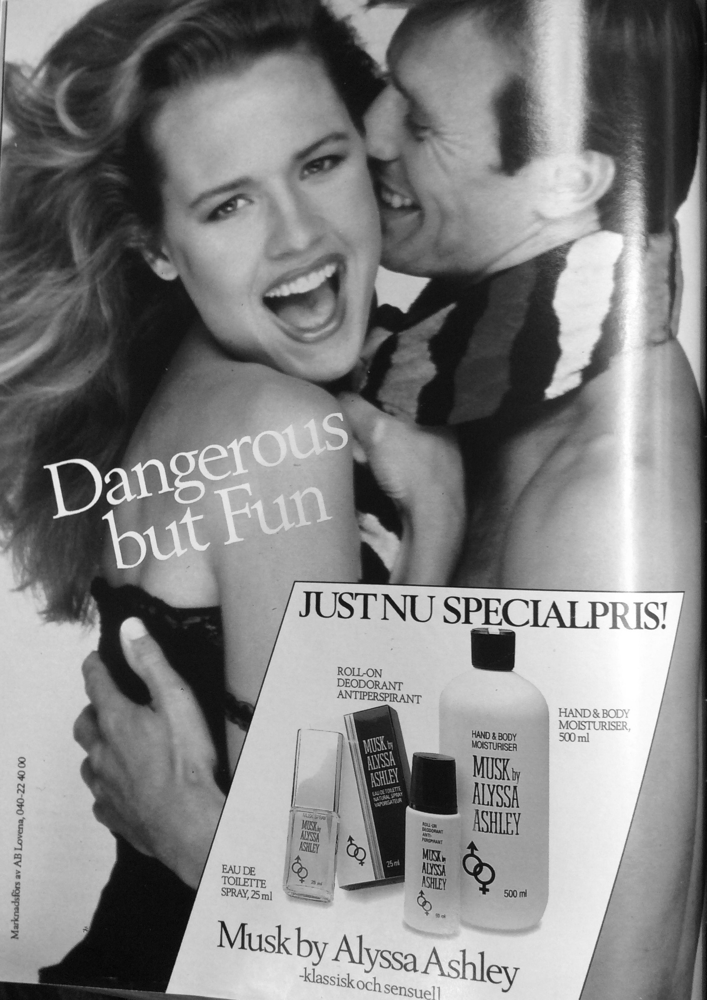 Dangerous
but Fun
JUST NU SPECIALPRIS!
ROLL-ON
DEODORANT
ANTIPERSPIRANT
HAND & BODY
MOISTURISER,
500 ml
HAND & BODY
MOISTURISER
MUSK by
ALYSSA
ASHLEY
500 ml
MUSK by
ALYSSA
ASHLEY
EAU DE TOILETTE
NATURAL SPRAY
VAPORISATEUR
25 ml
MUSK SPRAY
MUSK by
ALYSSA
ASHLEY
25 ml
ROLL-ON
DEODORANT
ANTI-
PERSPIRANT
MUSK by
ALYSSA
ASHLEY
EAU DE
TOILETTE
SPRAY, 25 ml
Musk by Alyssa Ashley
-klassisk och sensuell
Marknadsförs av AB Lovena, 040-22 40 00